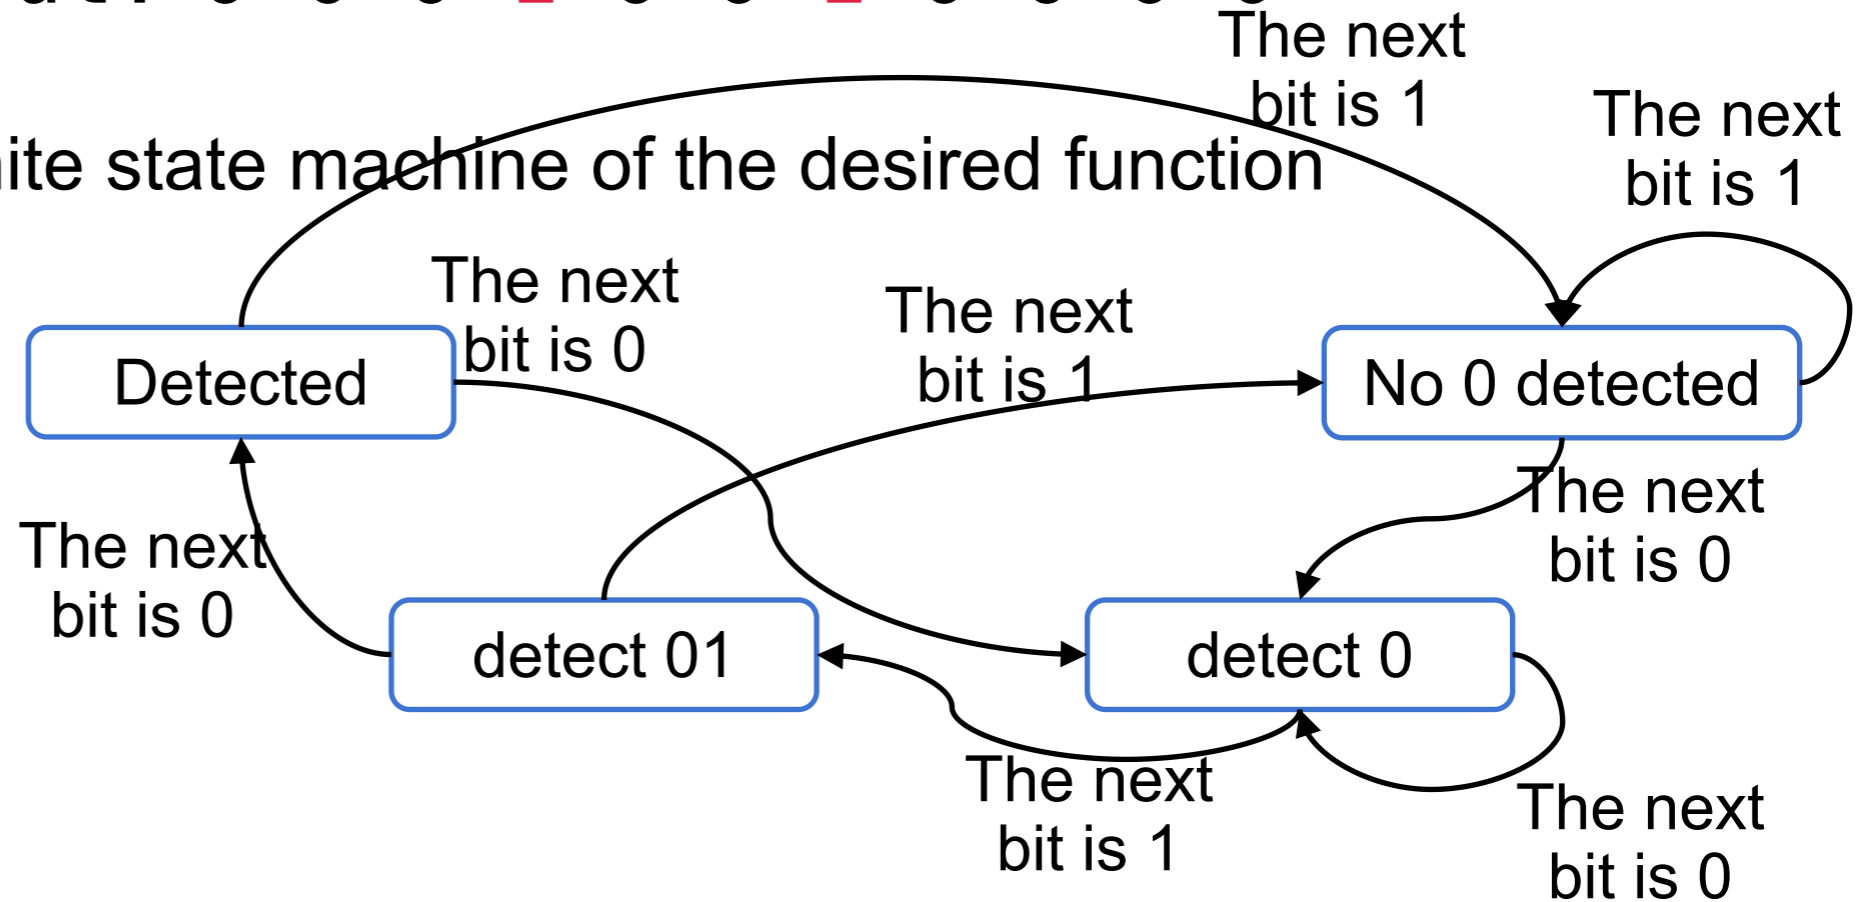 The next
bit is 1
The next
bit is 1
ite state machine of the desired function
The next
bit is 0
The next
bit is 1
Detected
No 0 detected
The next
bit is 0
The next
bit is 0
detect 01
detect 0
The next
bit is 1
The next
bit is 0